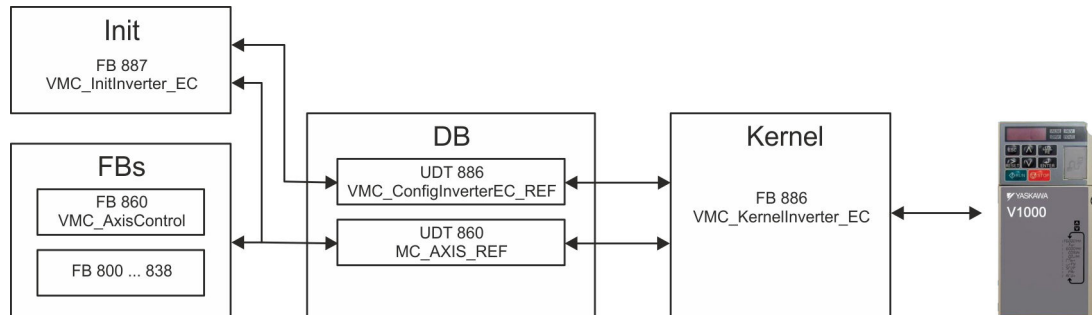 Init
FB 887
VMC_InitInverter_EC
FBs
FB 860
VMC_AxisControl
FB 800 ... 838
DB
UDT 886
VMC_ConfigInverterEC_REF
UDT 860
MC_AXIS_REF
Kernel
FB 886
VMC_KernelInverter_EC
YASKAWA
V1000